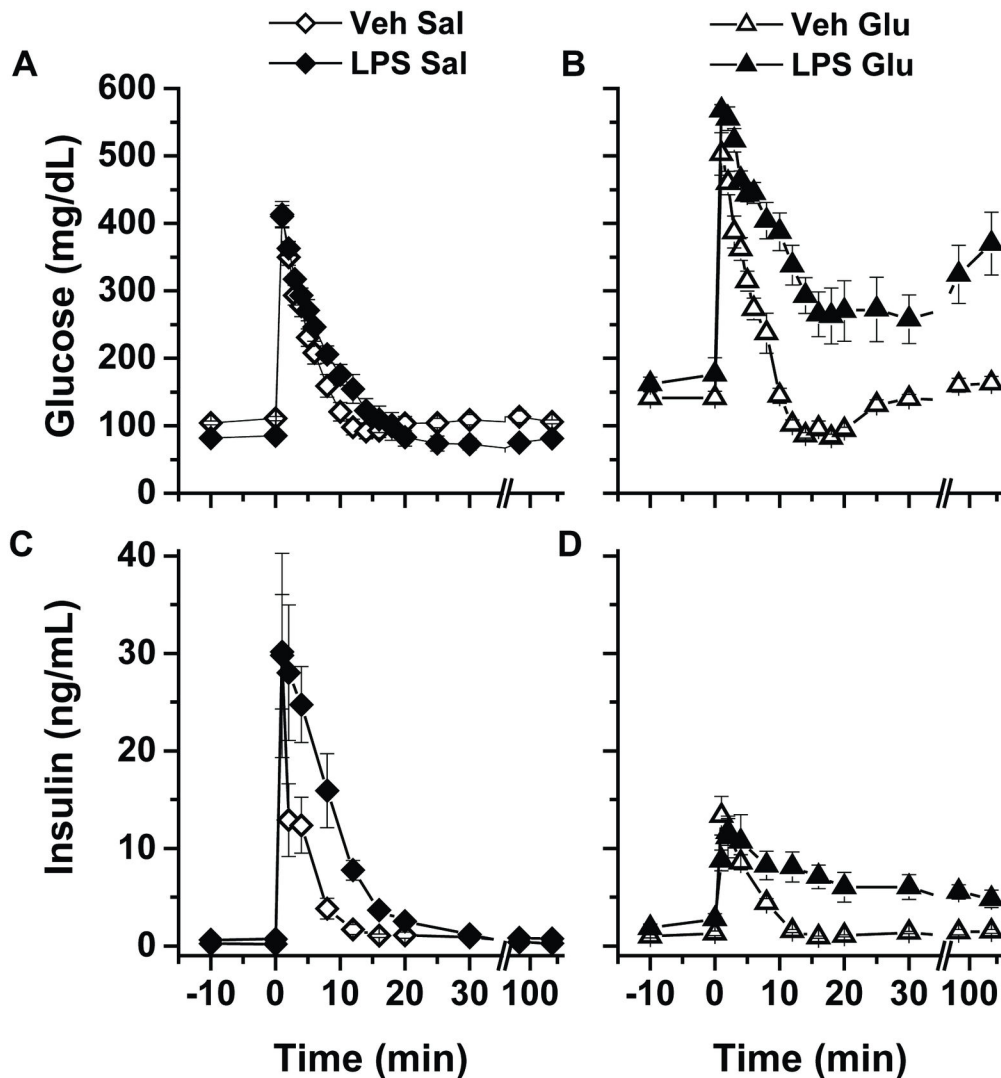 Veh Sal
LPS Sal
Veh Glu
LPS Glu
A
B
Glucose (mg/dL)
600
500
400
300
200
100
0
C
D
Insulin (ng/mL)
40
30
20
10
0
-10 0 10 20 30 100
-10 0 10 20 30 100
Time (min)
Time (min)